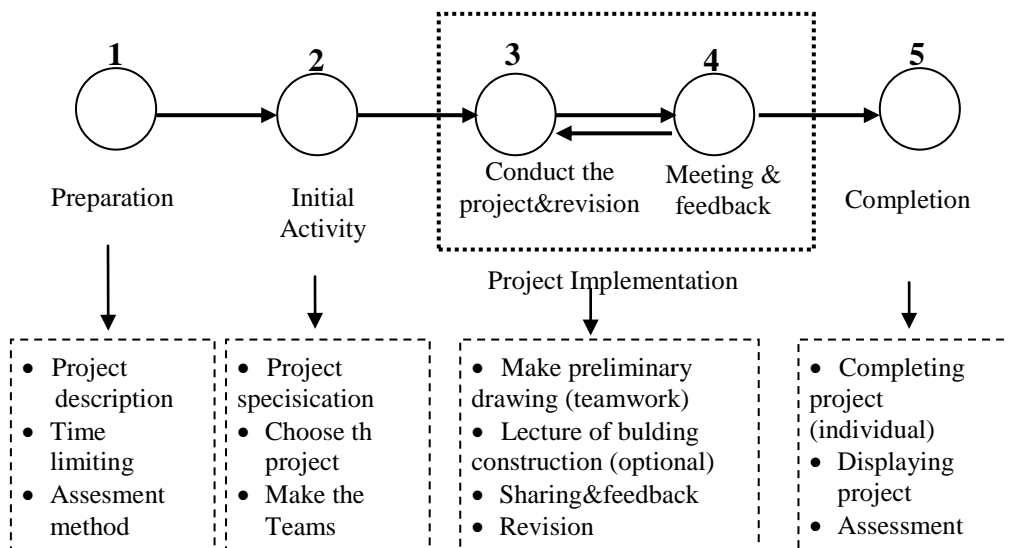 1
2
3
4
5
Preparation
Initial
Activity
Conduct the
project&revision
Meeting &
feedback
Completion
Project Implementation
• Project
description
• Time
limiting
• Assesment
method
• Project
specisication
• Choose th
project
• Make the
Teams
• Make preliminary
drawing (teamwork)
• Lecture of bulding
construction (optional)
• Sharing&feedback
• Revision
• Completing
project
(individual)
• Displaying
project
• Assessment